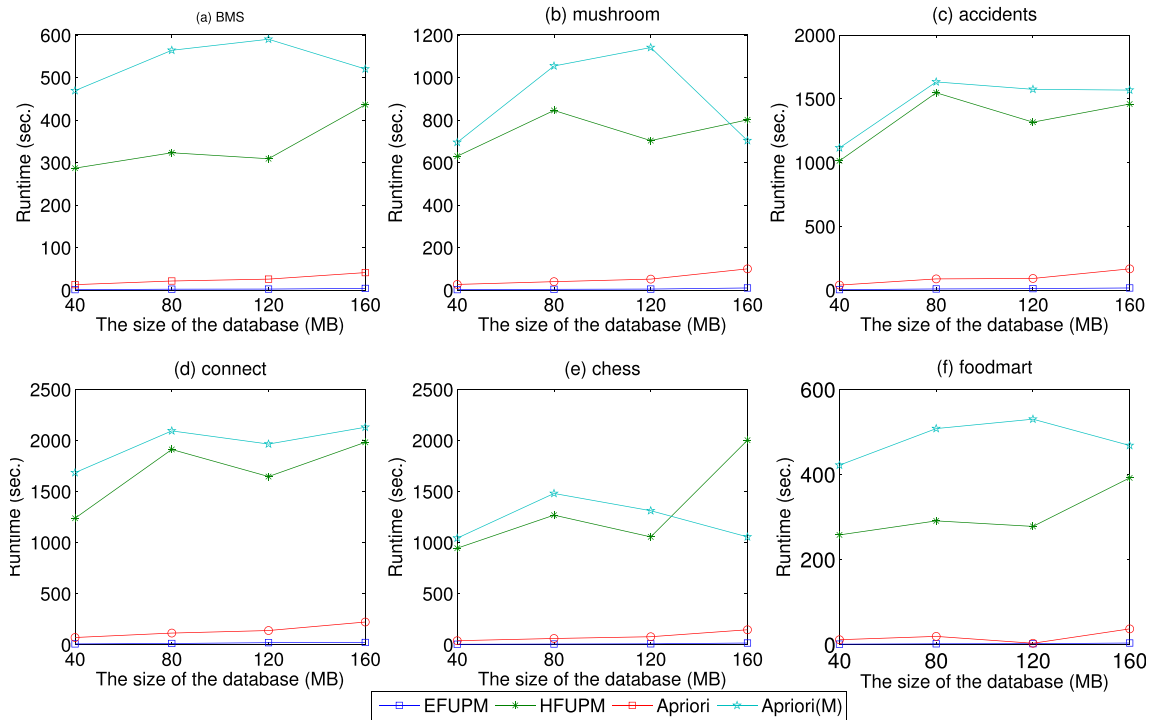 (a) BMS
600
500
400
300
200
100
0
Runtime (sec.)
40 80 120 160
The size of the database (MB)
(b) mushroom
1200
1000
800
600
400
200
0
Runtime (sec.)
40 80 120 160
The size of the database (MB)
(c) accidents
2000
1500
1000
500
0
Runtime (sec.)
40 80 120 160
The size of the database (MB)
(d) connect
2500
2000
1500
1000
500
0
Runtime (sec.)
40 80 120 160
The size of the database (MB)
(e) chess
2500
2000
1500
1000
500
0
Runtime (sec.)
40 80 120 160
The size of the database (MB)
(f) foodmart
600
400
200
0
Runtime (sec.)
40 80 120 160
The size of the database (MB)
EFUPM HFUPM Apriori Apriori(M)